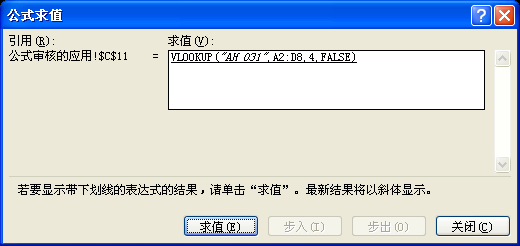 公式求值
引用(R):
求值(V):
公式审核的应用!$C$11 = VLOOKUP("AH 031",A2:D8,4,FALSE)
若要显示带下划线的表达式的结果，请单击“求值”。最新结果将以斜体显示。
求值(E) 步入(I) 步出(O) 关闭(C)